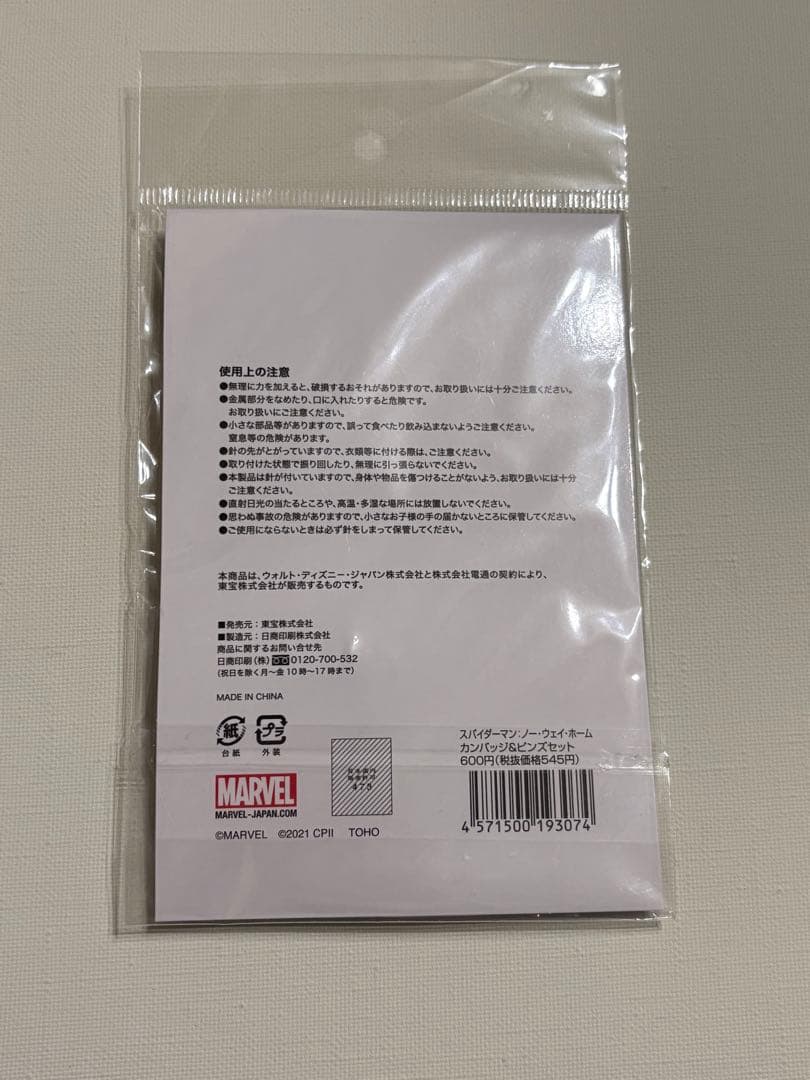 使用上の注意
●無理に力を加えると、破損するおそれがありますので、お取り扱いには十分ご注意ください。
●金属部分をなめたり、口に入れたりすると危険です。
お取り扱いにご注意ください。
●小さな部品等がありますので、誤って食べたり飲み込まないようご注意ください。
窒息等の危険があります。
●針の先がとがっていますので、衣類等に付ける際は、ご注意ください。
●取り付けた状態で振り回したり、無理に引っ張らないでください。
●本製品は針が付いていますので、身体や物品を傷つけることがないよう、お取り扱いには十分
ご注意ください。
●直射日光の当たるところや、高温・多湿な場所には放置しないでください。
●思わぬ事故の危険がありますので、小さなお子様の手の届かないところに保管してください。
●ご使用にならないときは必ず針をしまって保管してください。
本商品は、ウォルト・ディズニー・ジャパン株式会社と株式会社電通の契約により、
東宝株式会社が販売するものです。
■発売元：東宝株式会社
■製造元：日商印刷株式会社
商品に関するお問い合せ先
日商印刷（株）0120-700-532
（祝日を除く月〜金10時〜17時まで）
MADE IN CHINA
紙
台紙
プラ
外装
スパイダーマン：ノー・ウェイ・ホーム
カンバッジ&ピンズセット
600円（税抜価格545円）
4 571500 193074
473
MARVEL
MARVEL-JAPAN.COM
©MARVEL ©2021 CPII TOHO